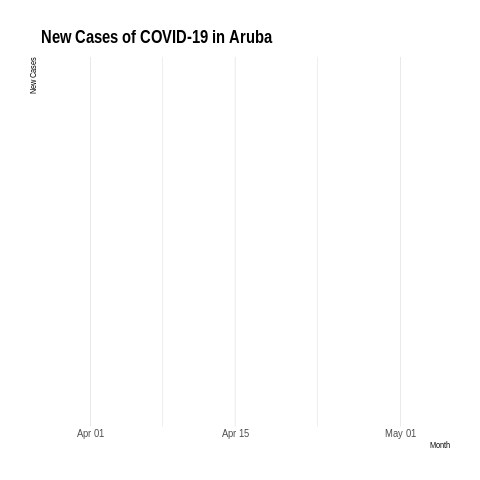 New Cases of COVID-19 in Aruba
New Cases
Apr 01
Apr 15
May 01
Month